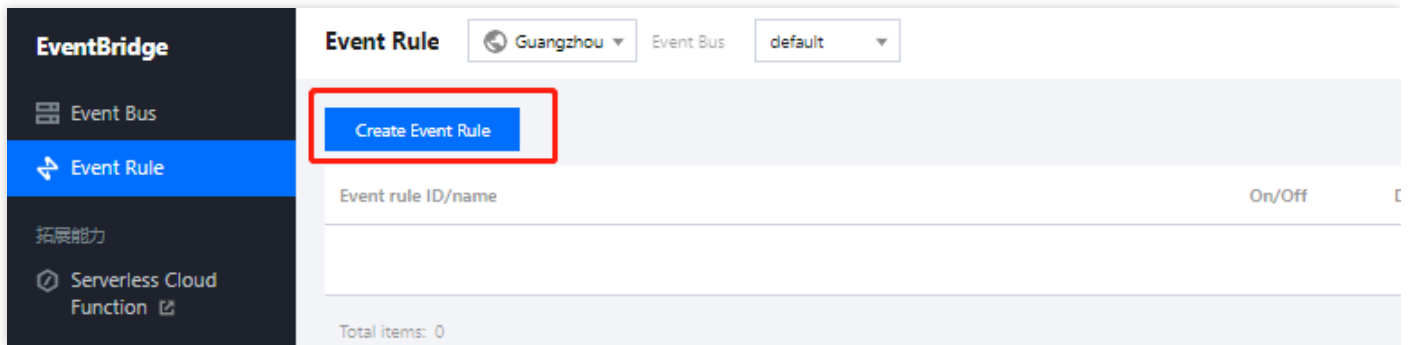 EventBridge
Event Bus
Event Rule
拓展能力
Serverless Cloud
Function
Event Rule Guangzhou Event Bus default
Create Event Rule
Event rule ID/name On/Off
Total items: 0